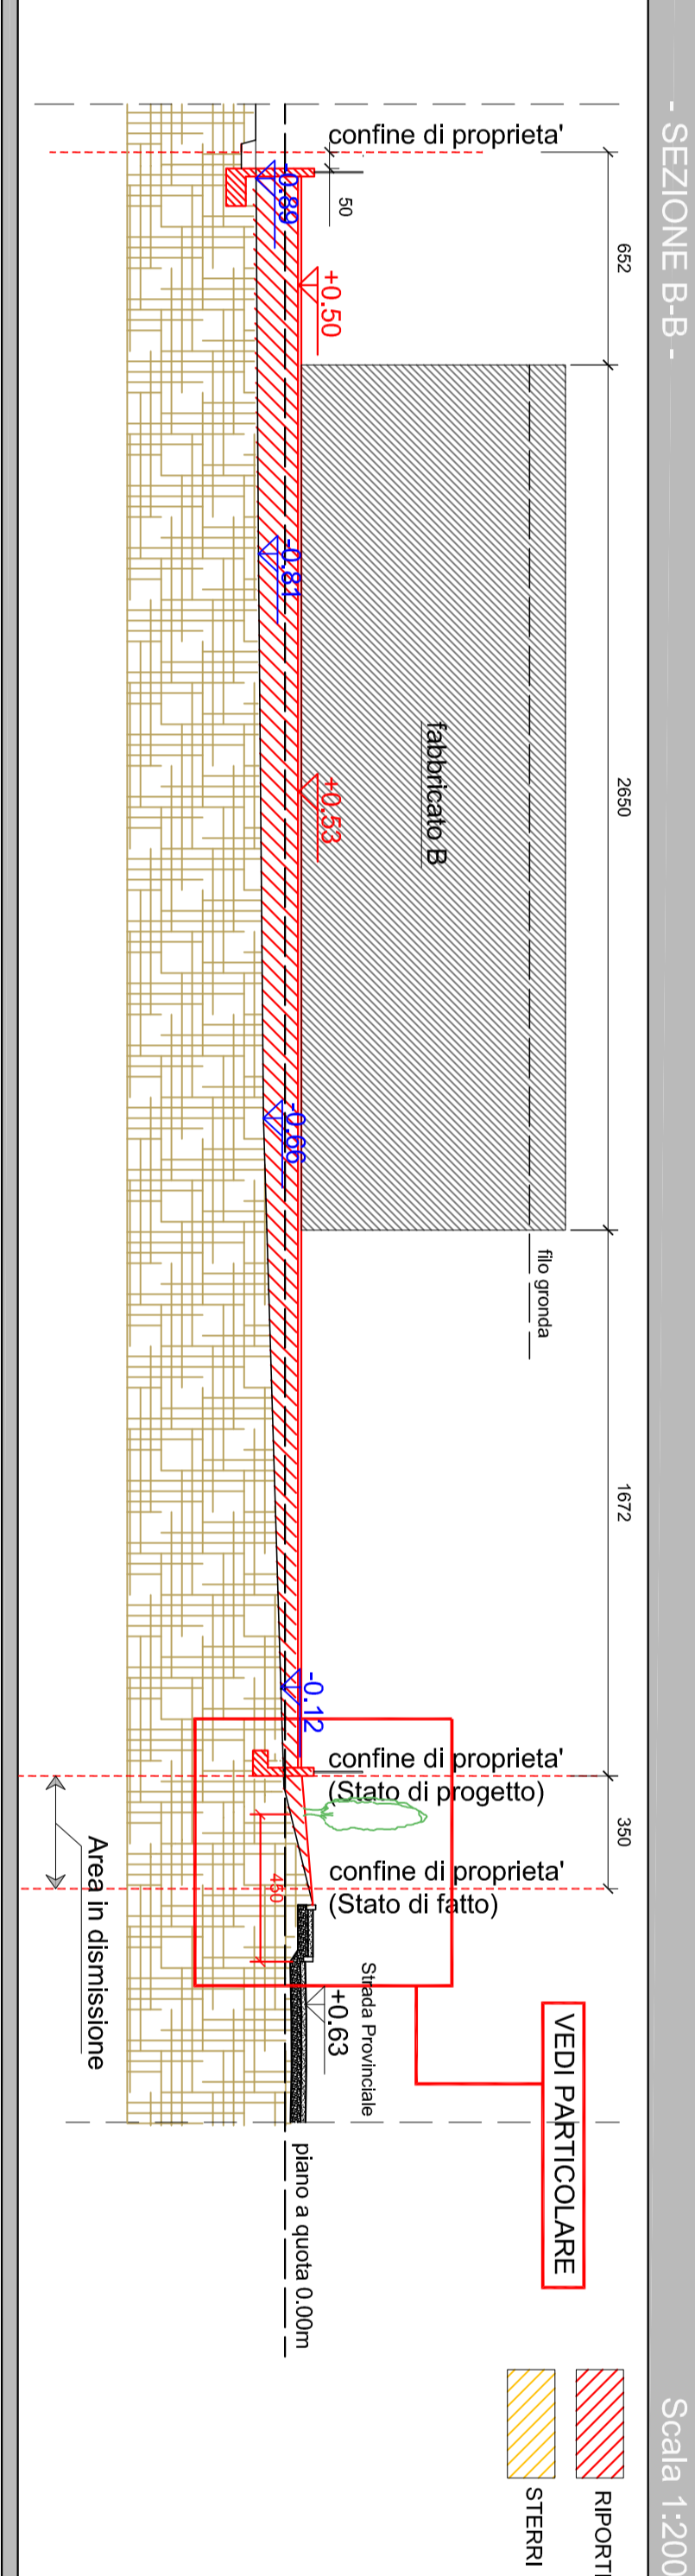 - SEZIONE B-B -
Scala 1:200
652
2650
1672
350
confine di proprieta'
50
-0.89
+0.50
-0.81
fabbricato B
+0.53
-0.66
filo gronda
-0.12
confine di proprieta'
(Stato di progetto)
confine di proprieta'
(Stato di fatto)
450
Strada Provinciale
+0.63
Area in dismissione
piano a quota 0.00m
VEDI PARTICOLARE
RIPORTI
STERRI